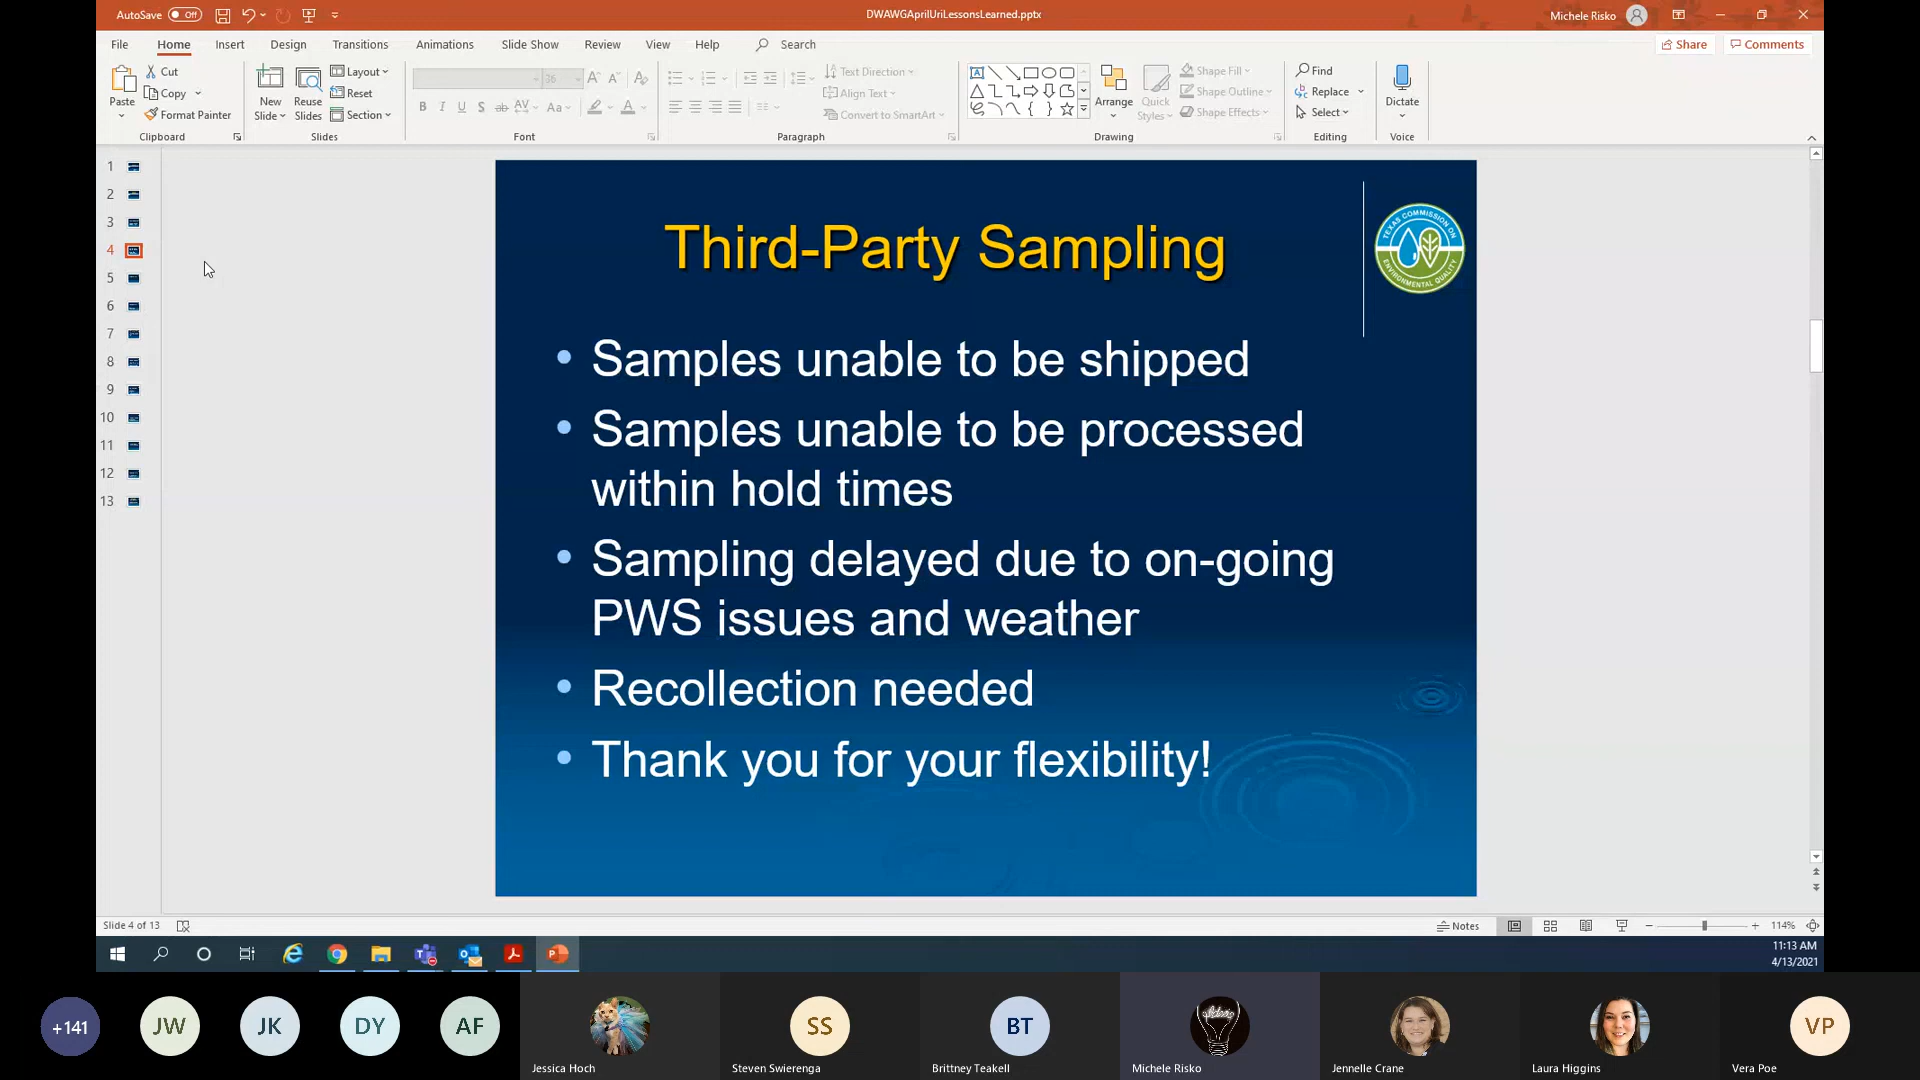 AutoSave Off
DWAWGAprilUriLessonsLearned.pptx
Michele Risko
File Home Insert Design Transitions Animations Slide Show Review View Help Search
Share Comments
Paste
Cut
Copy
Format Painter
Clipboard
New Slide
Reuse Slides
Layout
Reset
Section
Slides
36
Font
Text Direction
Align Text
Convert to SmartArt
Paragraph
Arrange
Quick Styles
Shape Fill
Shape Outline
Shape Effects
Drawing
Find
Replace
Select
Editing
Dictate
Voice
1
2
3
4
5
6
7
8
9
10
11
12
13
Third-Party Sampling
TEXAS COMMISSION ON ENVIRONMENTAL QUALITY
• Samples unable to be shipped
• Samples unable to be processed
within hold times
• Sampling delayed due to on-going
PWS issues and weather
• Recollection needed
• Thank you for your flexibility!
Slide 4 of 13
Notes
114%
11:13 AM
4/13/2021
+141
JW
JK
DY
AF
SS
BT
VP
Jessica Hoch
Steven Swierenga
Brittney Teakell
Michele Risko
Jennelle Crane
Laura Higgins
Vera Poe